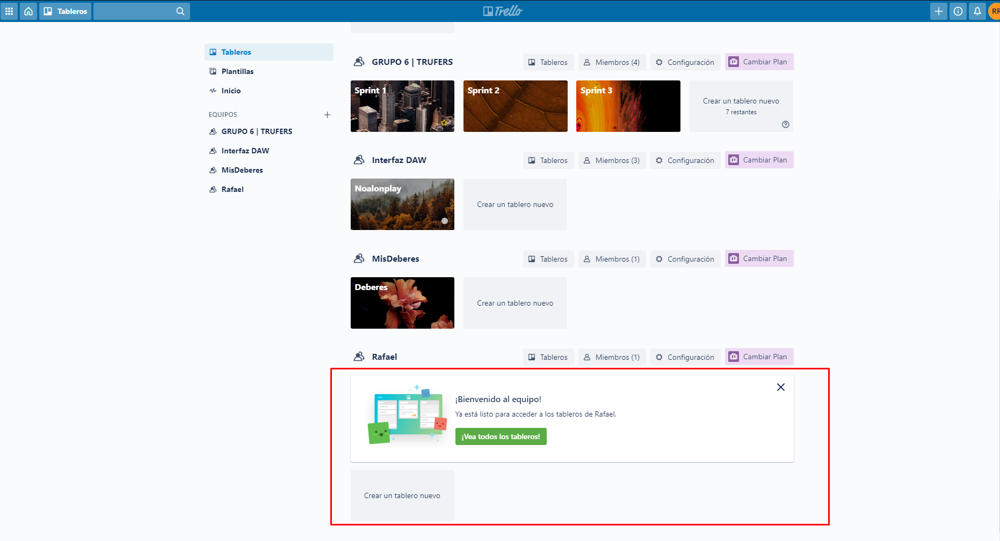 Tableros
Trello
RR
Tableros
Plantillas
Inicio
EQUIPOS
GRUPO 6 | TRUFERS
Interfaz DAW
MisDeberes
Rafael
GRUPO 6 | TRUFERS
Tableros
Miembros (4)
Configuración
Cambiar Plan
Sprint 1
Sprint 2
Sprint 3
Crear un tablero nuevo
7 restantes
Interfaz DAW
Tableros
Miembros (3)
Configuración
Cambiar Plan
Noalonplay
Crear un tablero nuevo
MisDeberes
Tableros
Miembros (1)
Configuración
Cambiar Plan
Deberes
Crear un tablero nuevo
Rafael
Tableros
Miembros (1)
Configuración
Cambiar Plan
¡Bienvenido al equipo!
Ya está listo para acceder a los tableros de Rafael.
¡Vea todos los tableros!
Crear un tablero nuevo